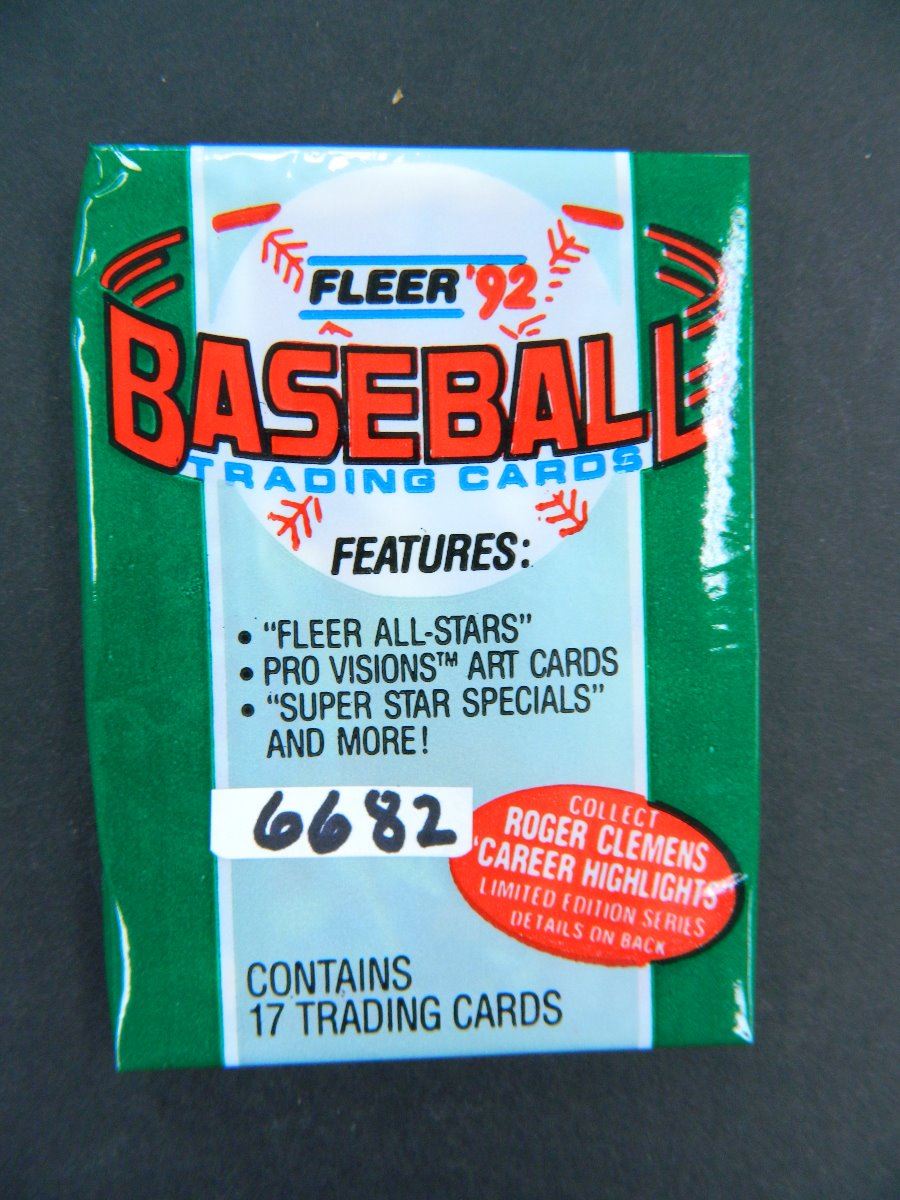 FLEER '92
BASEBALL
TRADING CARDS
FEATURES:
• "FLEER ALL-STARS"
• PRO VISIONS™ ART CARDS
• "SUPER STAR SPECIALS"
AND MORE!
6682
COLLECT
ROGER CLEMENS
'CAREER HIGHLIGHTS
LIMITED EDITION SERIES
DETAILS ON BACK
CONTAINS
17 TRADING CARDS